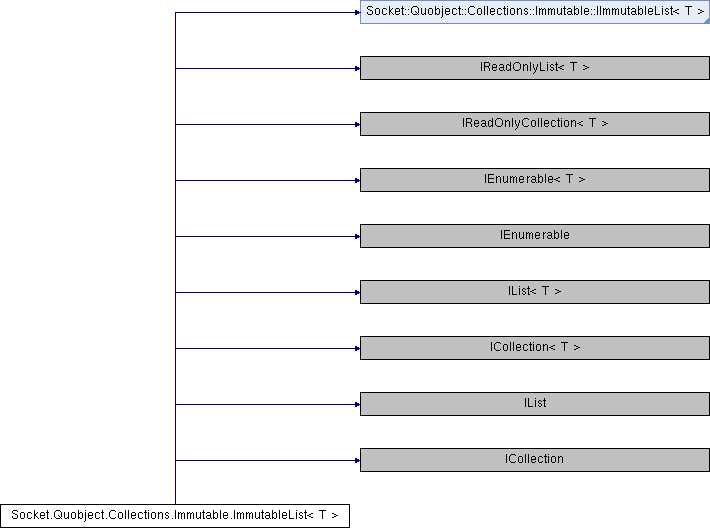 Socket::Quobject::Collections::Immutable::IImmutableList< T >
IReadOnlyList< T >
IReadOnlyCollection< T >
IEnumerable< T >
IEnumerable
IList< T >
ICollection< T >
IList
ICollection
Socket.Quobject.Collections.Immutable.ImmutableList< T >